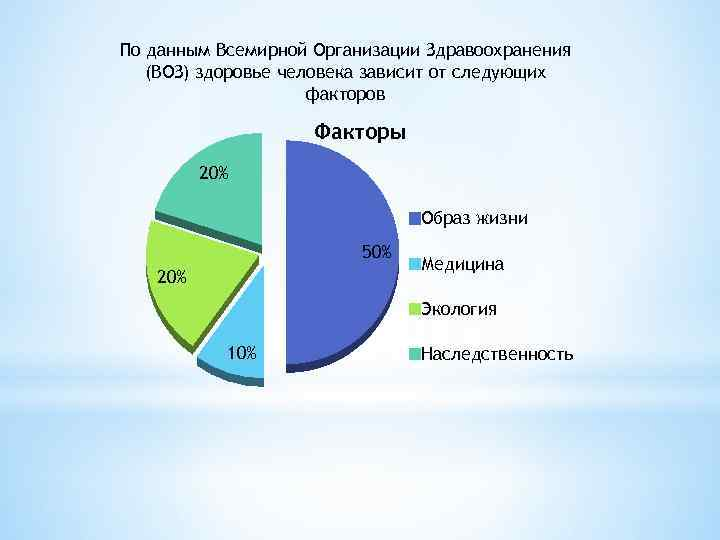 По данным Всемирной Организации Здравоохранения
(ВОЗ) здоровье человека зависит от следующих
факторов
Факторы
20%
Образ жизни
50%
Медицина
20%
Экология
10%
Наследственность